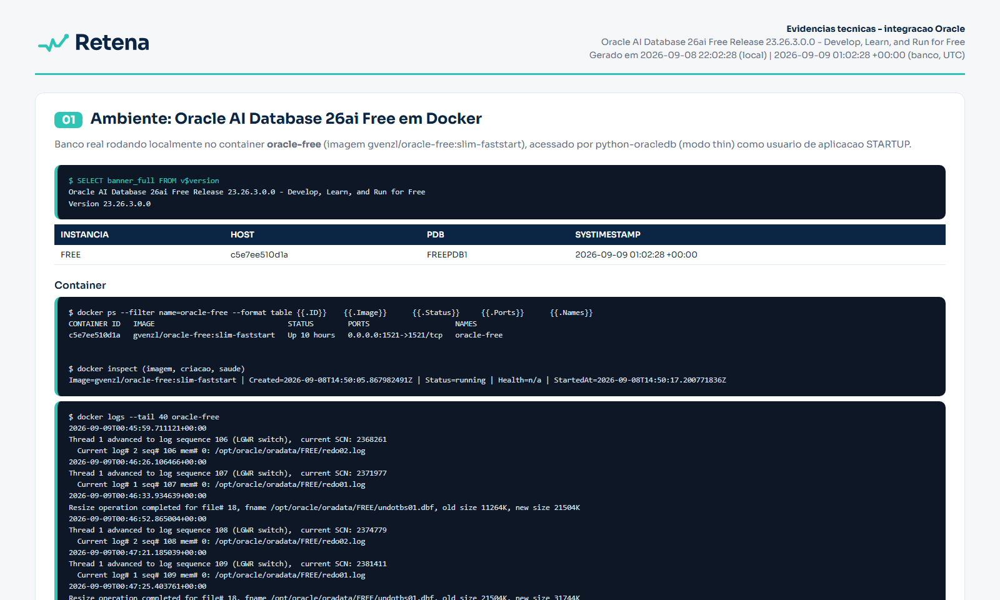 Retena
Evidencias tecnicas - integracao Oracle
Oracle AI Database 26ai Free Release 23.26.3.0.0 - Develop, Learn, and Run for Free
Gerado em 2026-09-08 22:02:28 (local) | 2026-09-09 01:02:28 +00:00 (banco, UTC)
01 Ambiente: Oracle AI Database 26ai Free em Docker
Banco real rodando localmente no container oracle-free (imagem gvenzl/oracle-free:slim-faststart), acessado por python-oracledb (modo thin) como usuario de aplicacao STARTUP.
$ SELECT banner_full FROM v$version
Oracle AI Database 26ai Free Release 23.26.3.0.0 - Develop, Learn, and Run for Free
Version 23.26.3.0.0
INSTANCIA HOST PDB SYSTIMESTAMP
FREE c5e7ee510d1a FREEPDB1 2026-09-09 01:02:28 +00:00
Container
$ docker ps --filter name=oracle-free --format table {{.ID}} {{.Image}} {{.Status}} {{.Ports}} {{.Names}}
CONTAINER ID IMAGE STATUS PORTS NAMES
c5e7ee510d1a gvenzl/oracle-free:slim-faststart Up 10 hours 0.0.0.0:1521->1521/tcp oracle-free
$ docker inspect (imagem, criacao, saude)
Image=gvenzl/oracle-free:slim-faststart | Created=2026-09-08T14:50:05.867982491Z | Status=running | Health=n/a | StartedAt=2026-09-08T14:50:17.200771836Z
$ docker logs --tail 40 oracle-free
2026-09-09T00:45:59.711121+00:00
Thread 1 advanced to log sequence 106 (LGWR switch),  current SCN: 2368261
Current log# 2 seq# 106 mem# 0: /opt/oracle/oradata/FREE/redo02.log
2026-09-09T00:46:26.106466+00:00
Thread 1 advanced to log sequence 107 (LGWR switch),  current SCN: 2371977
Current log# 1 seq# 107 mem# 0: /opt/oracle/oradata/FREE/redo01.log
2026-09-09T00:46:33.934639+00:00
Resize operation completed for file# 18, fname /opt/oracle/oradata/FREE/undotbs01.dbf, old size 11264K, new size 21504K
2026-09-09T00:46:52.865004+00:00
Thread 1 advanced to log sequence 108 (LGWR switch),  current SCN: 2374779
Current log# 2 seq# 108 mem# 0: /opt/oracle/oradata/FREE/redo02.log
2026-09-09T00:47:21.185039+00:00
Thread 1 advanced to log sequence 109 (LGWR switch),  current SCN: 2381411
Current log# 1 seq# 109 mem# 0: /opt/oracle/oradata/FREE/redo01.log
2026-09-09T00:47:25.403761+00:00
Resize operation completed for file# 18, fname /opt/oracle/oradata/FREE/undotbs01.dbf, old size 21504K, new size 31744K